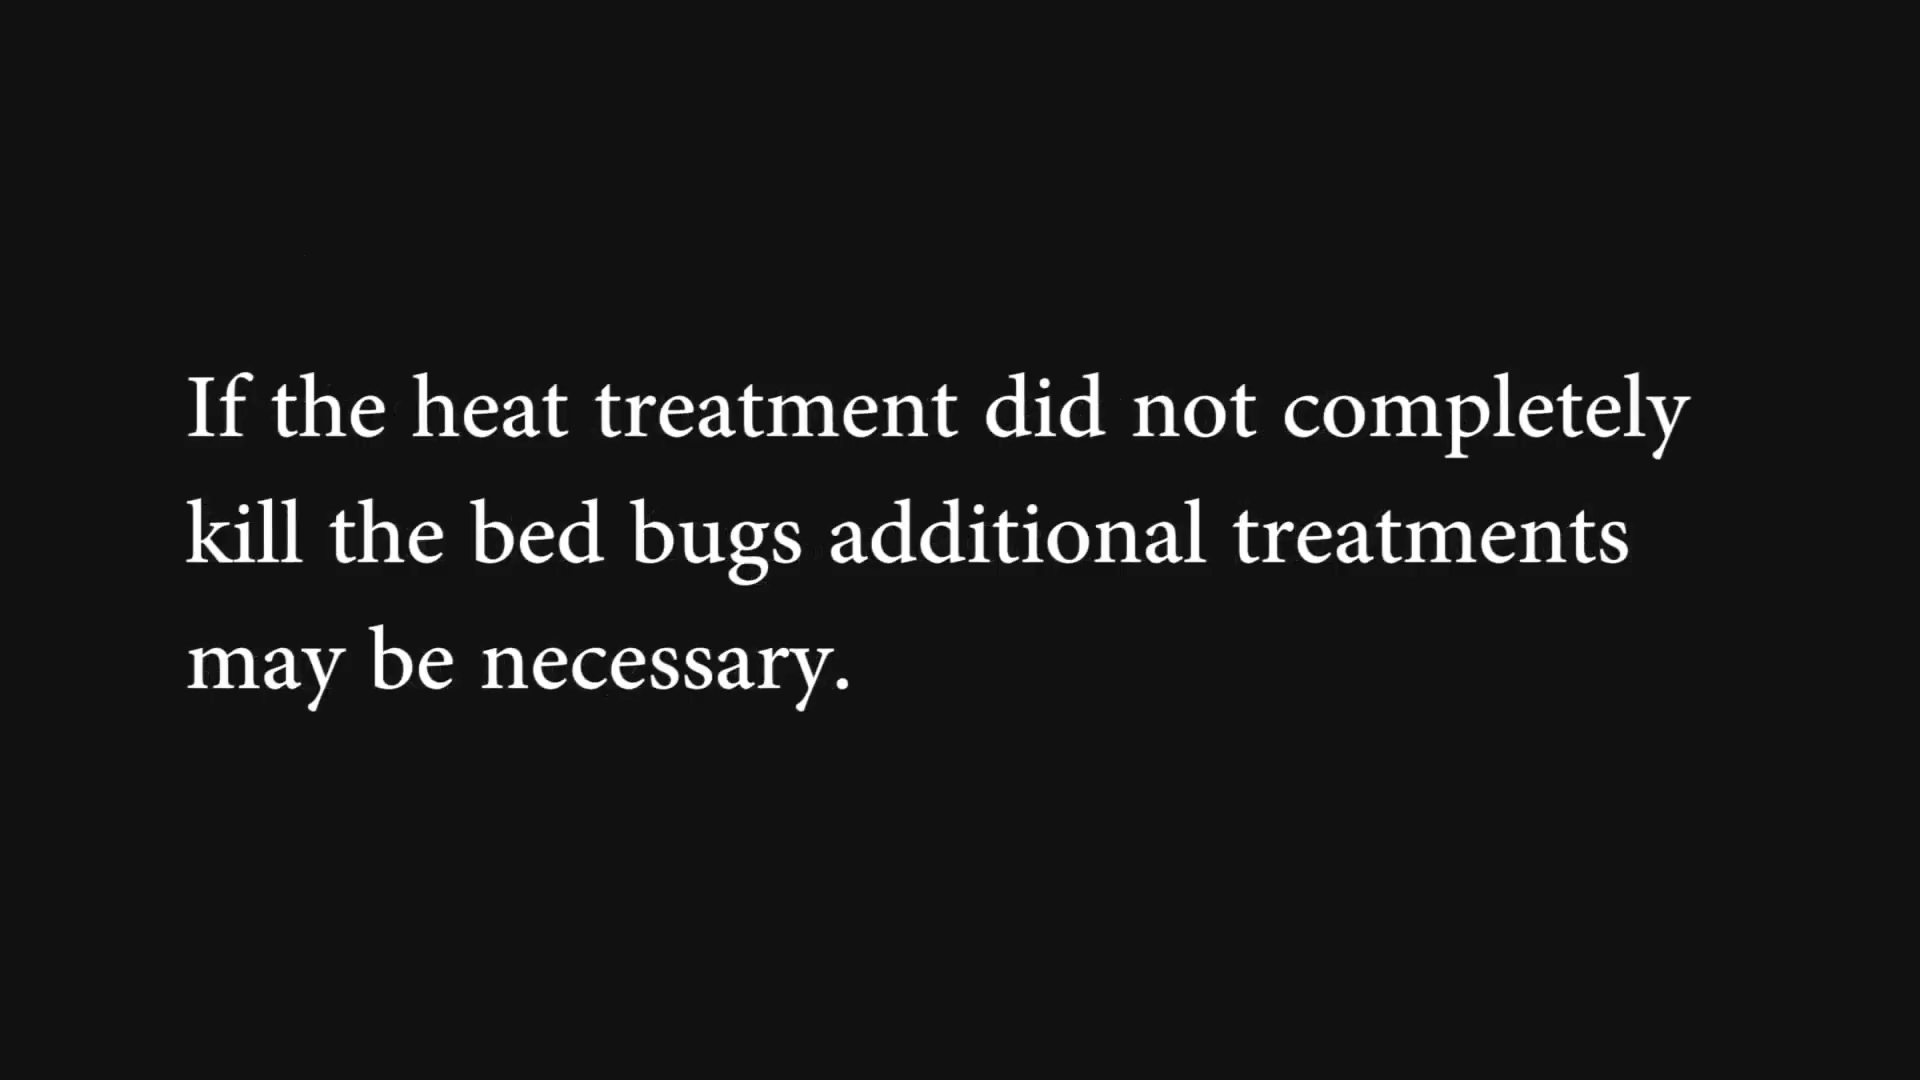 If the heat treatment did not completely
kill the bed bugs additional treatments
may be necessary.